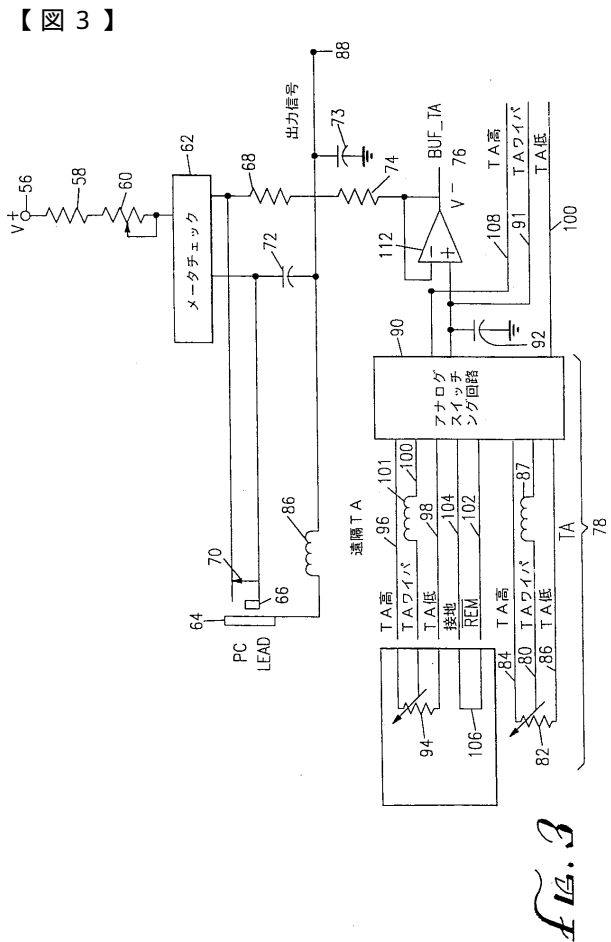 【図3】
V+
56
58
60
62
メータチェック
64
66
70
72
68
73
74
PC
LEAD
86
出力信号
88
112
−
+
BUF_TA
V−
76
90
アナログ
スイッチ
ング回路
92
108
TA高
91
TAワイパ
TA低
100
遠隔TA
96
101
100
98
104
102
TA高
TAワイパ
TA低
接地
REM
94
106
84
80
86
TA高
TAワイパ
TA低
87
82
TA
78
FIG. 3